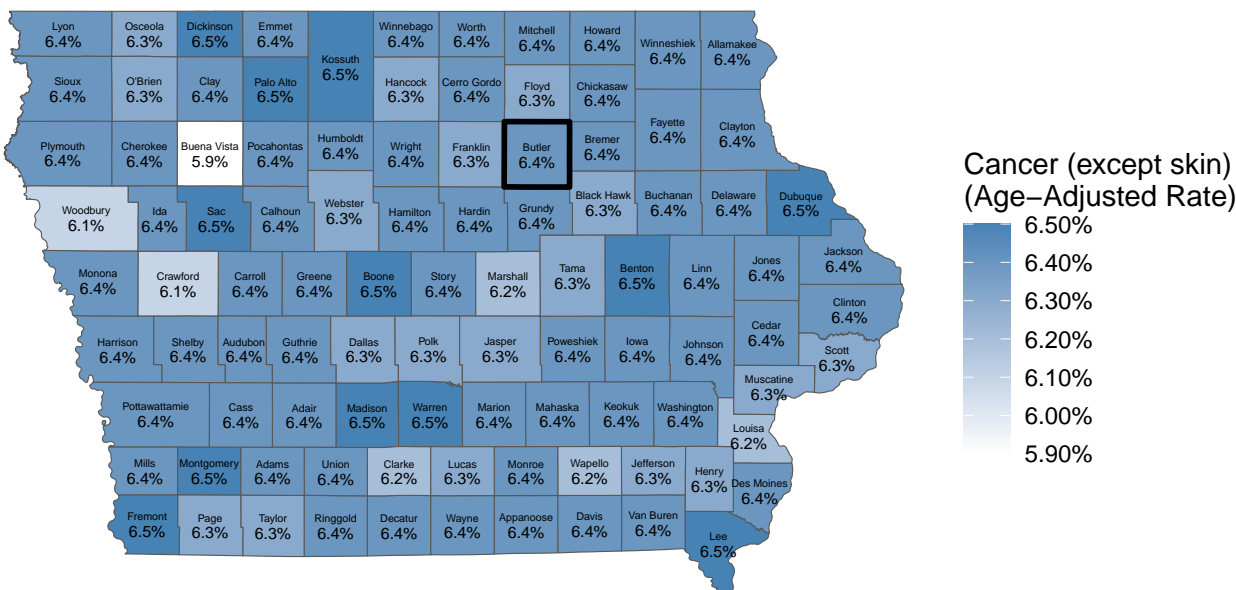 Lyon
6.4%
Osceola
6.3%
Dickinson
6.5%
Emmet
6.4%
Kossuth
6.5%
Winnebago
6.4%
Worth
6.4%
Mitchell
6.4%
Howard
6.4%
Winneshiek
6.4%
Allamakee
6.4%
Sioux
6.4%
O'Brien
6.3%
Clay
6.4%
Palo Alto
6.5%
Hancock
6.3%
Cerro Gordo
6.4%
Floyd
6.3%
Chickasaw
6.4%
Fayette
6.4%
Clayton
6.4%
Plymouth
6.4%
Cherokee
6.4%
Buena Vista
5.9%
Pocahontas
6.4%
Humboldt
6.4%
Wright
6.4%
Franklin
6.3%
Butler
6.4%
Bremer
6.4%
Woodbury
6.1%
Ida
6.4%
Sac
6.5%
Calhoun
6.4%
Webster
6.3%
Hamilton
6.4%
Hardin
6.4%
Grundy
6.4%
Black Hawk
6.3%
Buchanan
6.4%
Delaware
6.4%
Dubuque
6.5%
Monona
6.4%
Crawford
6.1%
Carroll
6.4%
Greene
6.4%
Boone
6.5%
Story
6.4%
Marshall
6.2%
Tama
6.3%
Benton
6.5%
Linn
6.4%
Jones
6.4%
Jackson
6.4%
Clinton
6.4%
Harrison
6.4%
Shelby
6.4%
Audubon
6.4%
Guthrie
6.4%
Dallas
6.3%
Polk
6.3%
Jasper
6.3%
Poweshiek
6.4%
Iowa
6.4%
Johnson
6.4%
Cedar
6.4%
Scott
6.3%
Muscatine
6.3%
Pottawattamie
6.4%
Cass
6.4%
Adair
6.4%
Madison
6.5%
Warren
6.5%
Marion
6.4%
Mahaska
6.4%
Keokuk
6.4%
Washington
6.4%
Louisa
6.2%
Mills
6.4%
Montgomery
6.5%
Adams
6.4%
Union
6.4%
Clarke
6.2%
Lucas
6.3%
Monroe
6.4%
Wapello
6.2%
Jefferson
6.3%
Henry
6.3%
Des Moines
6.4%
Fremont
6.5%
Page
6.3%
Taylor
6.3%
Ringgold
6.4%
Decatur
6.4%
Wayne
6.4%
Appanoose
6.4%
Davis
6.4%
Van Buren
6.4%
Lee
6.5%
Cancer (except skin)
(Age−Adjusted Rate)
6.50%
6.40%
6.30%
6.20%
6.10%
6.00%
5.90%